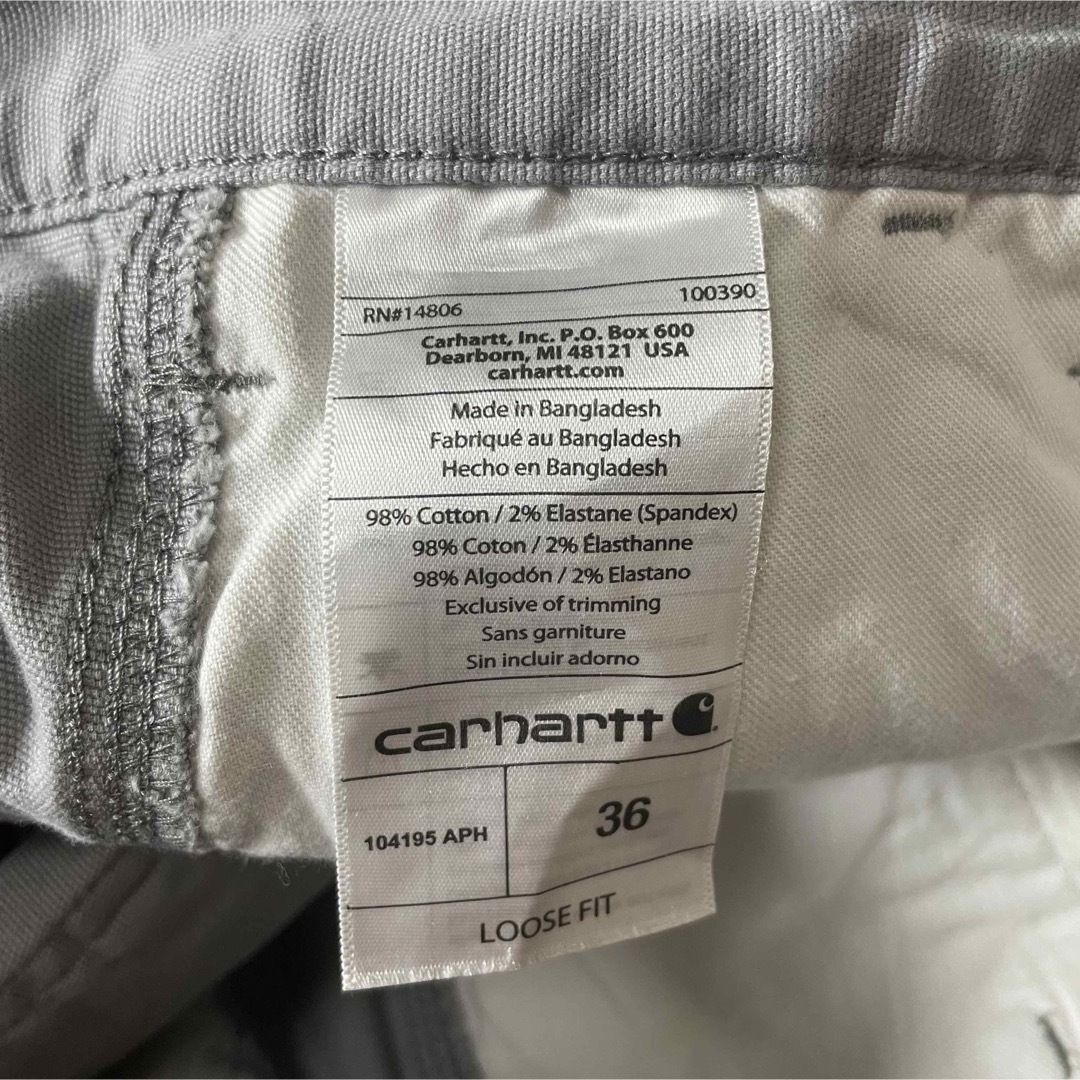 RN#14806 100390
Carhartt, Inc. P.O. Box 600
Dearborn, MI 48121 USA
carhartt.com
Made in Bangladesh
Fabriqué au Bangladesh
Hecho en Bangladesh
98% Cotton / 2% Elastane (Spandex)
98% Coton / 2% Élasthanne
98% Algodón / 2% Elastano
Exclusive of trimming
Sans garniture
Sin incluir adorno
carhartt
104195 APH 36
LOOSE FIT